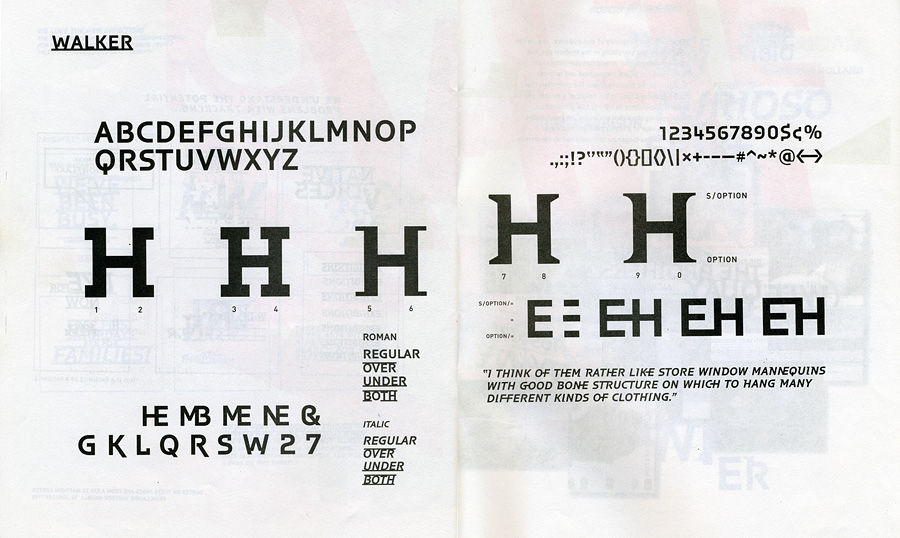 WALKER
ABCDEFGHIJKLMNOP
QRSTUVWXYZ
H H H
1 2 3 4 5 6
ROMAN
REGULAR
OVER
UNDER
BOTH
ITALIC
REGULAR
OVER
UNDER
BOTH
HE MB ME NE &
G K L Q R S W 2 7
1234567890$¢%
.,:;!?""''"()[]{}\|×+-–—#^~*@<>
H H
S/OPTION
OPTION
7 8 9 0
S/OPTION/=
=
OPTION/=
E EH EH EH
"I THINK OF THEM RATHER LIKE STORE WINDOW MANNEQUINS
WITH GOOD BONE STRUCTURE ON WHICH TO HANG MANY
DIFFERENT KINDS OF CLOTHING."